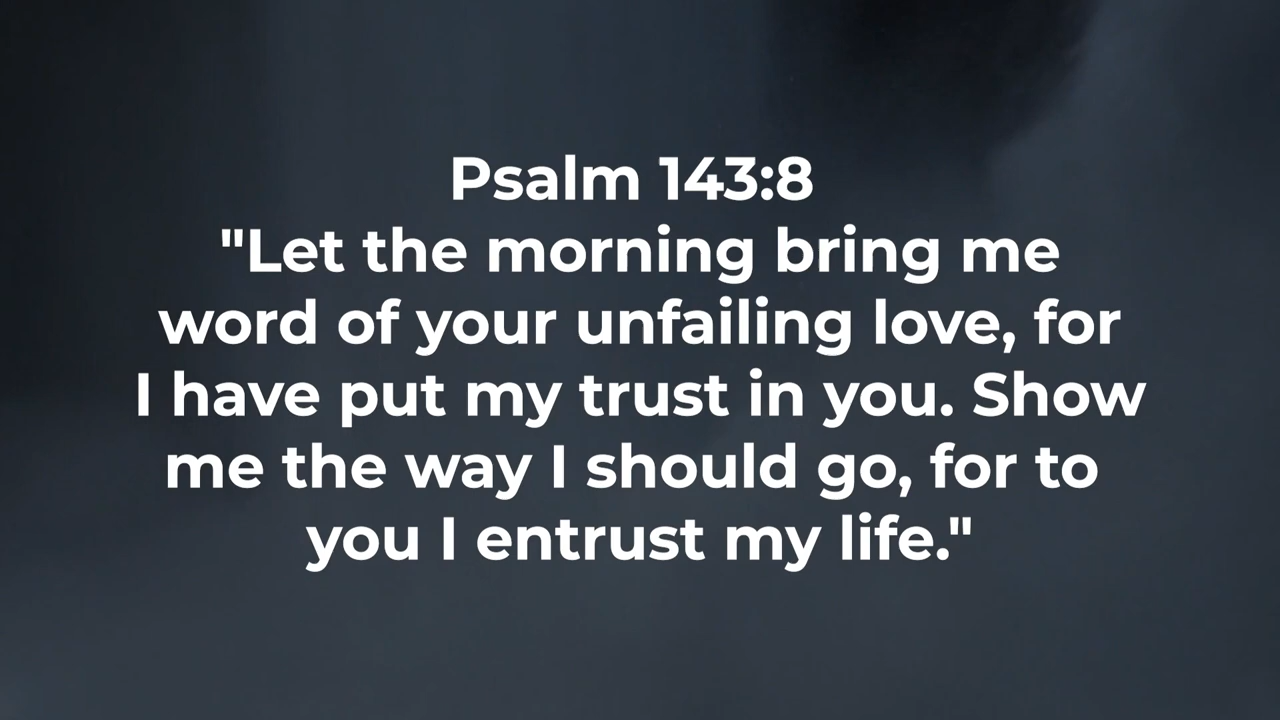 Psalm 143:8
"Let the morning bring me
word of your unfailing love, for
I have put my trust in you. Show
me the way I should go, for to
you I entrust my life."